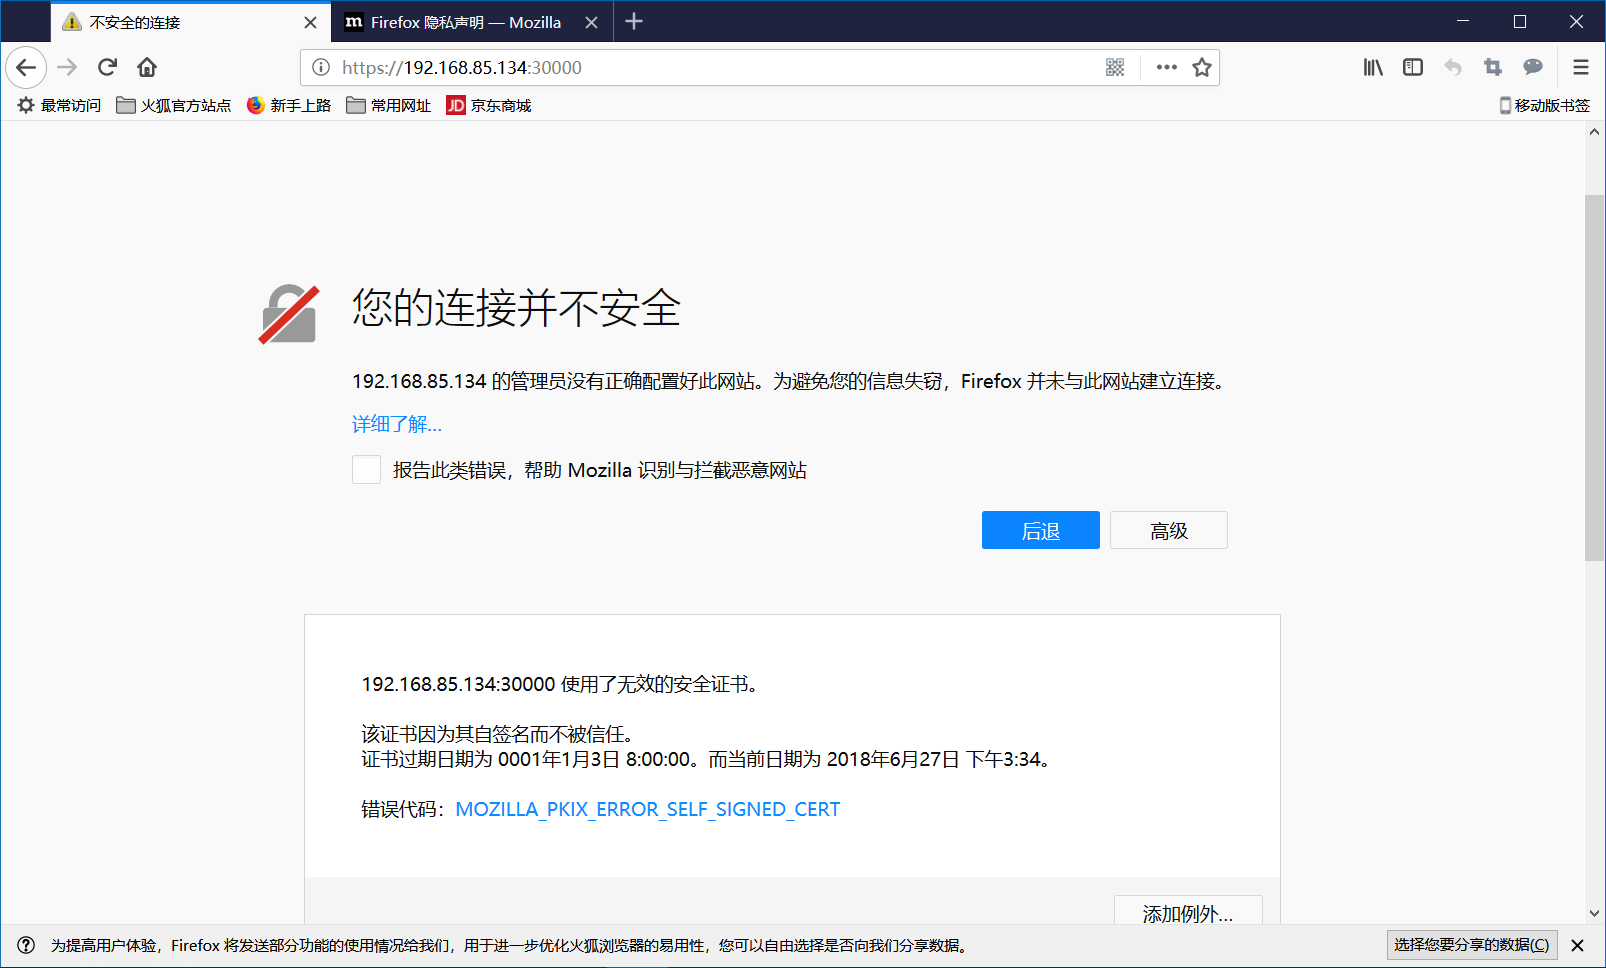 不安全的连接
Firefox 隐私声明 — Mozilla
https://192.168.85.134:30000
最常访问 火狐官方站点 新手上路 常用网址 JD 京东商城 移动版书签
您的连接并不安全
192.168.85.134 的管理员没有正确配置好此网站。为避免您的信息失窃，Firefox 并未与此网站建立连接。
详细了解...
报告此类错误，帮助 Mozilla 识别与拦截恶意网站
后退 高级
192.168.85.134:30000 使用了无效的安全证书。
该证书因为其自签名而不被信任。
证书过期日期为 0001年1月3日 8:00:00。而当前日期为 2018年6月27日 下午3:34。
错误代码：MOZILLA_PKIX_ERROR_SELF_SIGNED_CERT
添加例外...
为提高用户体验，Firefox 将发送部分功能的使用情况给我们，用于进一步优化火狐浏览器的易用性，您可以自由选择是否向我们分享数据。 选择您要分享的数据(C)